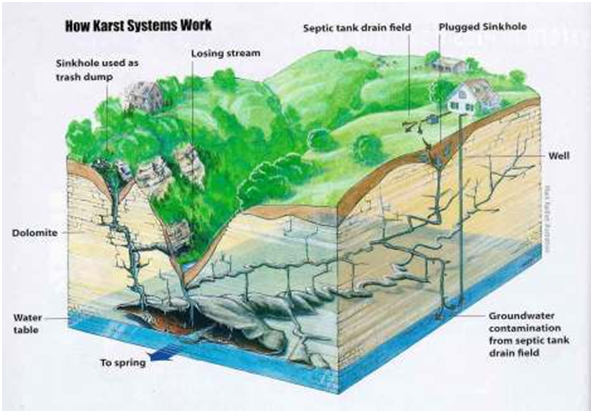 How Karst Systems Work
Septic tank drain field
Plugged Sinkhole
Sinkhole used as
trash dump
Losing stream
Well
Dolomite
Water
table
Groundwater
contamination
from septic tank
drain field
To spring